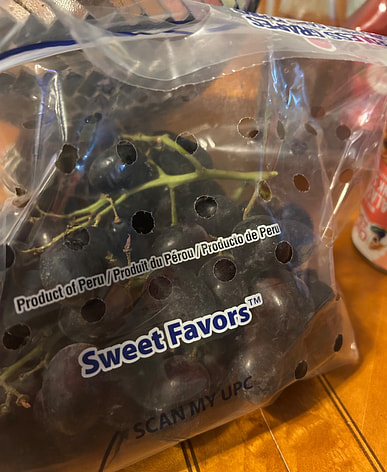 Product of Peru / Produit du Pérou / Producto de Peru
Sweet Favors™
SCAN MY UPC